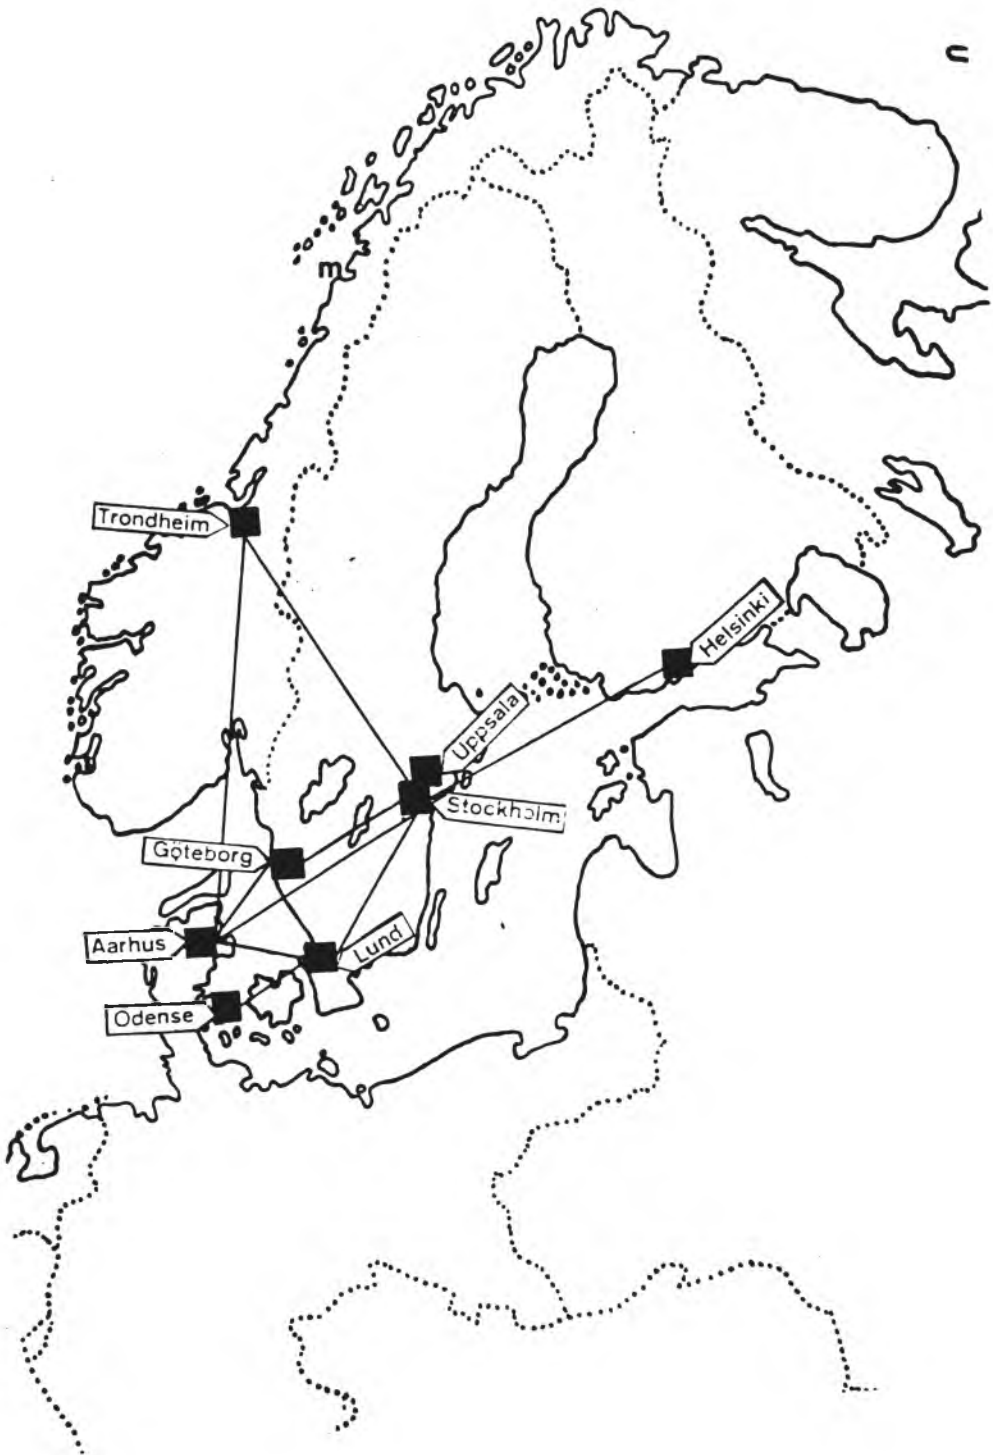 Trondheim
Helsinki
Uppsala
Stockholm
Göteborg
Aarhus
Lund
Odense